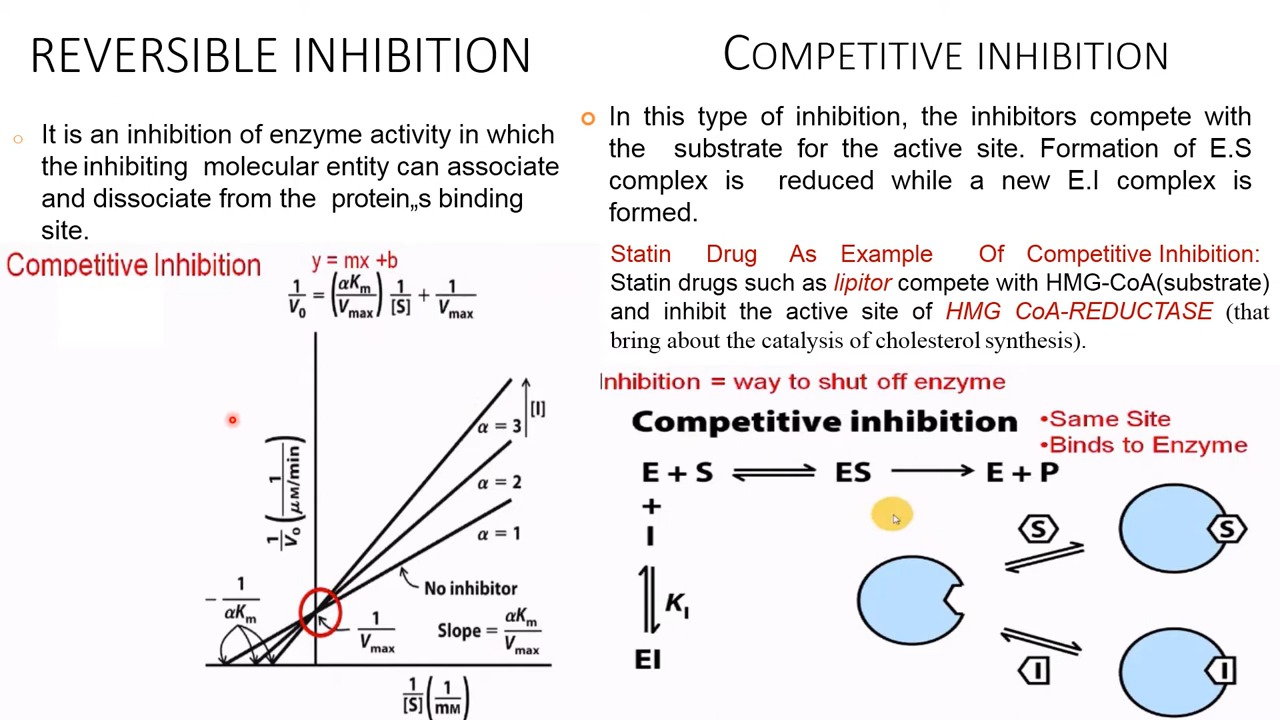 REVERSIBLE INHIBITION
It is an inhibition of enzyme activity in which
the inhibiting molecular entity can associate
and dissociate from the protein„s binding
site.
Competitive Inhibition
y = mx +b
1/V₀ = (αKm/Vmax) 1/[S] + 1/Vmax
[I]
α = 3
α = 2
α = 1
1/V₀ (1/μM/min)
No inhibitor
- 1/αKm
1/Vmax
Slope = αKm/Vmax
1/[S] (1/mM)
COMPETITIVE INHIBITION
In this type of inhibition, the inhibitors compete with
the substrate for the active site. Formation of E.S
complex is reduced while a new E.I complex is
formed.
Statin Drug As Example Of Competitive Inhibition:
Statin drugs such as lipitor compete with HMG-CoA(substrate)
and inhibit the active site of HMG CoA-REDUCTASE (that
bring about the catalysis of cholesterol synthesis).
Inhibition = way to shut off enzyme
Competitive inhibition
•Same Site
•Binds to Enzyme
E + S ⇌ ES → E + P
+
I
KI
EI
S
S
I
I